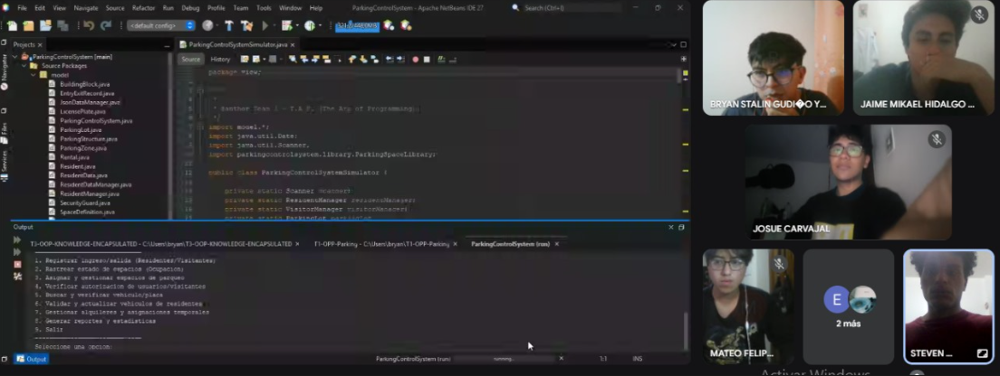 File Edit View Navigate Source Refactor Run Debug Profile Team Tools Window Help
ParkingControlSystem - Apache NetBeans IDE 27
Search (Ctrl+I)
<default config>
Projects
ParkingControlSystemSimulator.java
ParkingControlSystem [main]
Source Packages
model
BuildingBlock.java
EntryExitRecord.java
JsonDataManager.java
LicensePlate.java
ParkingControlSystem.java
ParkingLot.java
ParkingStructure.java
ParkingZone.java
Rental.java
Resident.java
ResidentData.java
ResidentDataManager.java
ResidentManager.java
SecurityGuard.java
SpaceDefinition.java
Navigator
Files
Services
Source History
package view;
import model.*;
import java.util.Date;
import java.util.Scanner;
import parkingcontrolsystem.library.ParkingSpaceLibrary;
public class ParkingControlSystemSimulator {
private static Scanner scanner;
private static ResidentManager residentManager;
private static VisitorManager visitorManager;
private static ParkingLot
Output
T3-OOP-KNOWLEDGE-ENCAPSULATED - C:\Users\bryan\T3-OOP-KNOWLEDGE-ENCAPSULATED
T1-OPP-Parking - C:\Users\bryan\T1-OPP-Parking
ParkingControlSystem (run)
1. Registrar ingreso/salida (Residentes/Visitantes)
2. Rastrear estado de espacios (Ocupacion)
3. Asignar y gestionar espacios de parqueo
4. Verificar autorizacion de usuarios/visitantes
5. Buscar y verificar vehiculo/placa
6. Validar y actualizar vehiculos de residentes
7. Gestionar alquileres y asignaciones temporales
8. Generar reportes y estadisticas
9. Salir
Seleccione una opcion:
Output
ParkingControlSystem (run)
running...
1:1
INS
BRYAN STALIN GUDI�O Y...
JAIME MIKAEL HIDALGO ...
JOSUE CARVAJAL
MATEO FELIP...
E
2 más
STEVEN ...
Activar Windows